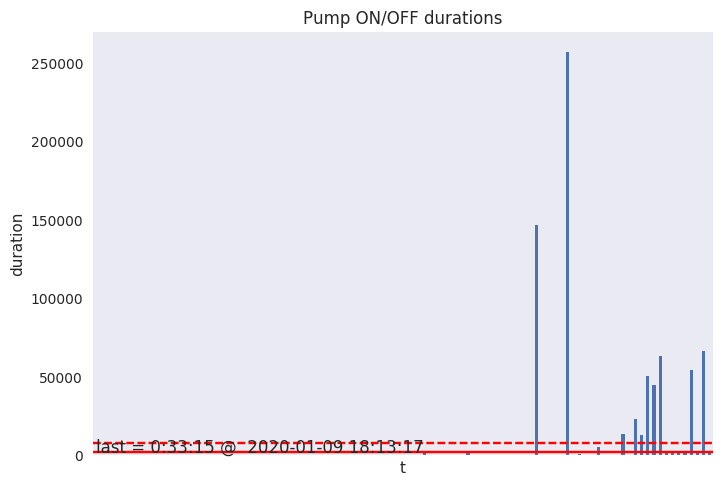 Pump ON/OFF durations
250000
200000
150000
100000
50000
0
duration
last = 0:33:15 @  2020-01-09 18:13:17
t